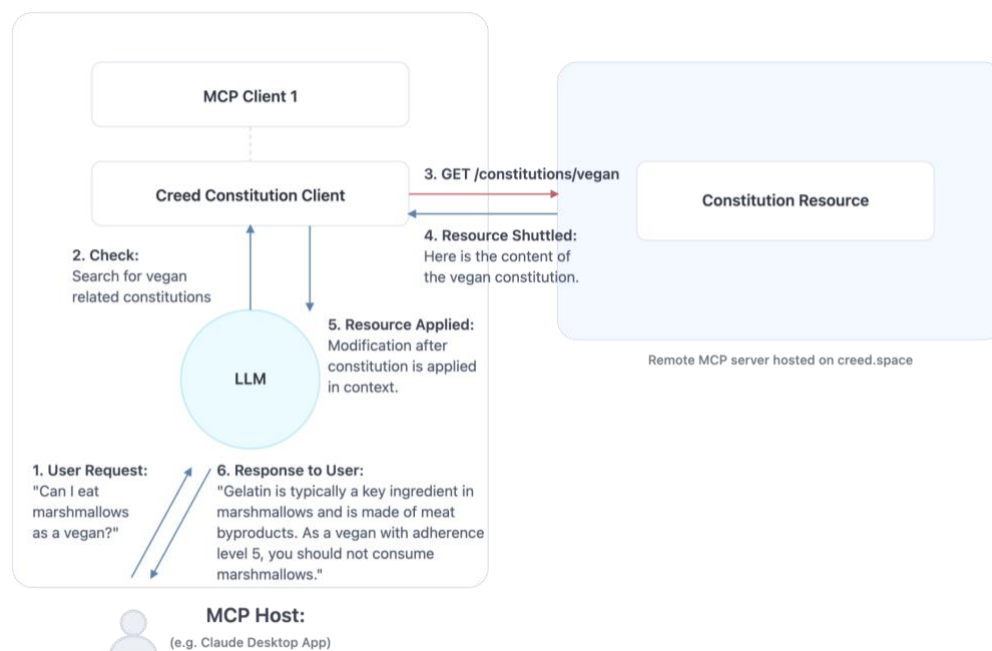 MCP Client 1
Creed Constitution Client
3. GET /constitutions/vegan
Constitution Resource
4. Resource Shuttled:
Here is the content of
the vegan constitution.
2. Check:
Search for vegan
related constitutions
5. Resource Applied:
Modification after
constitution is applied
in context.
LLM
Remote MCP server hosted on creed.space
1. User Request:
"Can I eat
marshmallows
as a vegan?"
6. Response to User:
"Gelatin is typically a key ingredient in
marshmallows and is made of meat
byproducts. As a vegan with adherence
level 5, you should not consume
marshmallows."
MCP Host:
(e.g. Claude Desktop App)